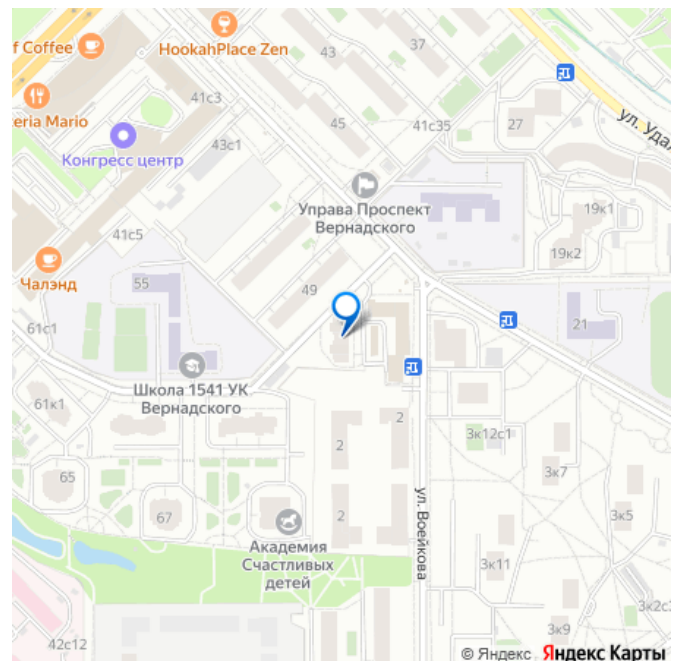 f Coffee
HookahPlace Zen
43
37
41с3
teria Mario
45
41с35
27
ул. Уда
43с1
Конгресс центр
Управа Проспект
Вернадского
19к1
41с5
19к2
Чалэнд
55
49
61с1
21
Школа 1541 УК
Вернадского
61к1
2
2
3к12с1
3к7
65
67
2
ул. Воейкова
3к5
Академия
Счастливых
детей
3к11
3к2с
3к9
42с12
© Яндекс Яндекс Карты